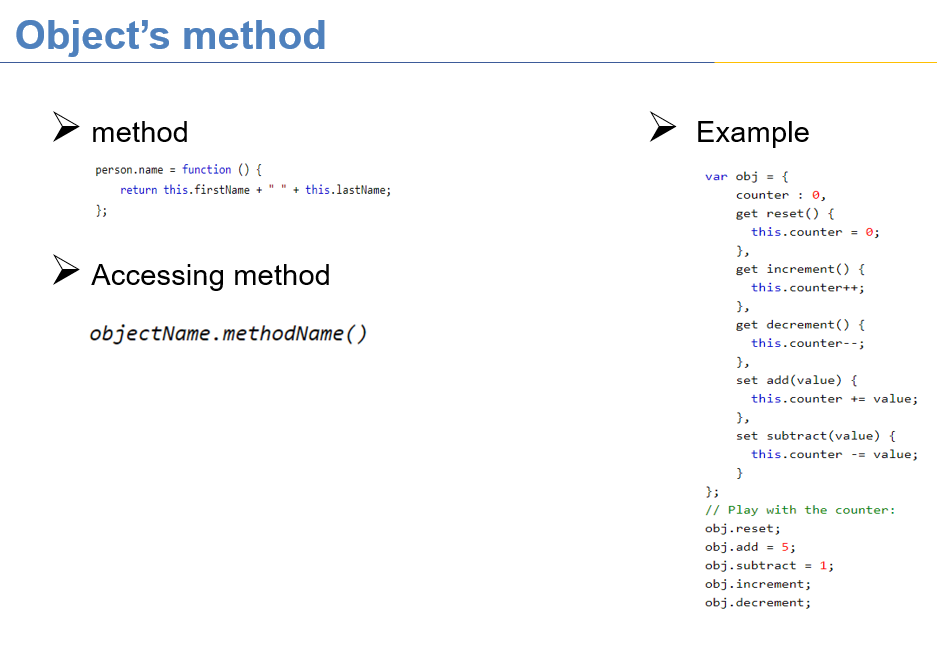 Object’s method
method
person.name = function () {
    return this.firstName + " " + this.lastName;
};
Accessing method
objectName.methodName()
Example
var obj = {
    counter : 0,
    get reset() {
      this.counter = 0;
    },
    get increment() {
      this.counter++;
    },
    get decrement() {
      this.counter--;
    },
    set add(value) {
      this.counter += value;
    },
    set subtract(value) {
      this.counter -= value;
    }
};
// Play with the counter:
obj.reset;
obj.add = 5;
obj.subtract = 1;
obj.increment;
obj.decrement;